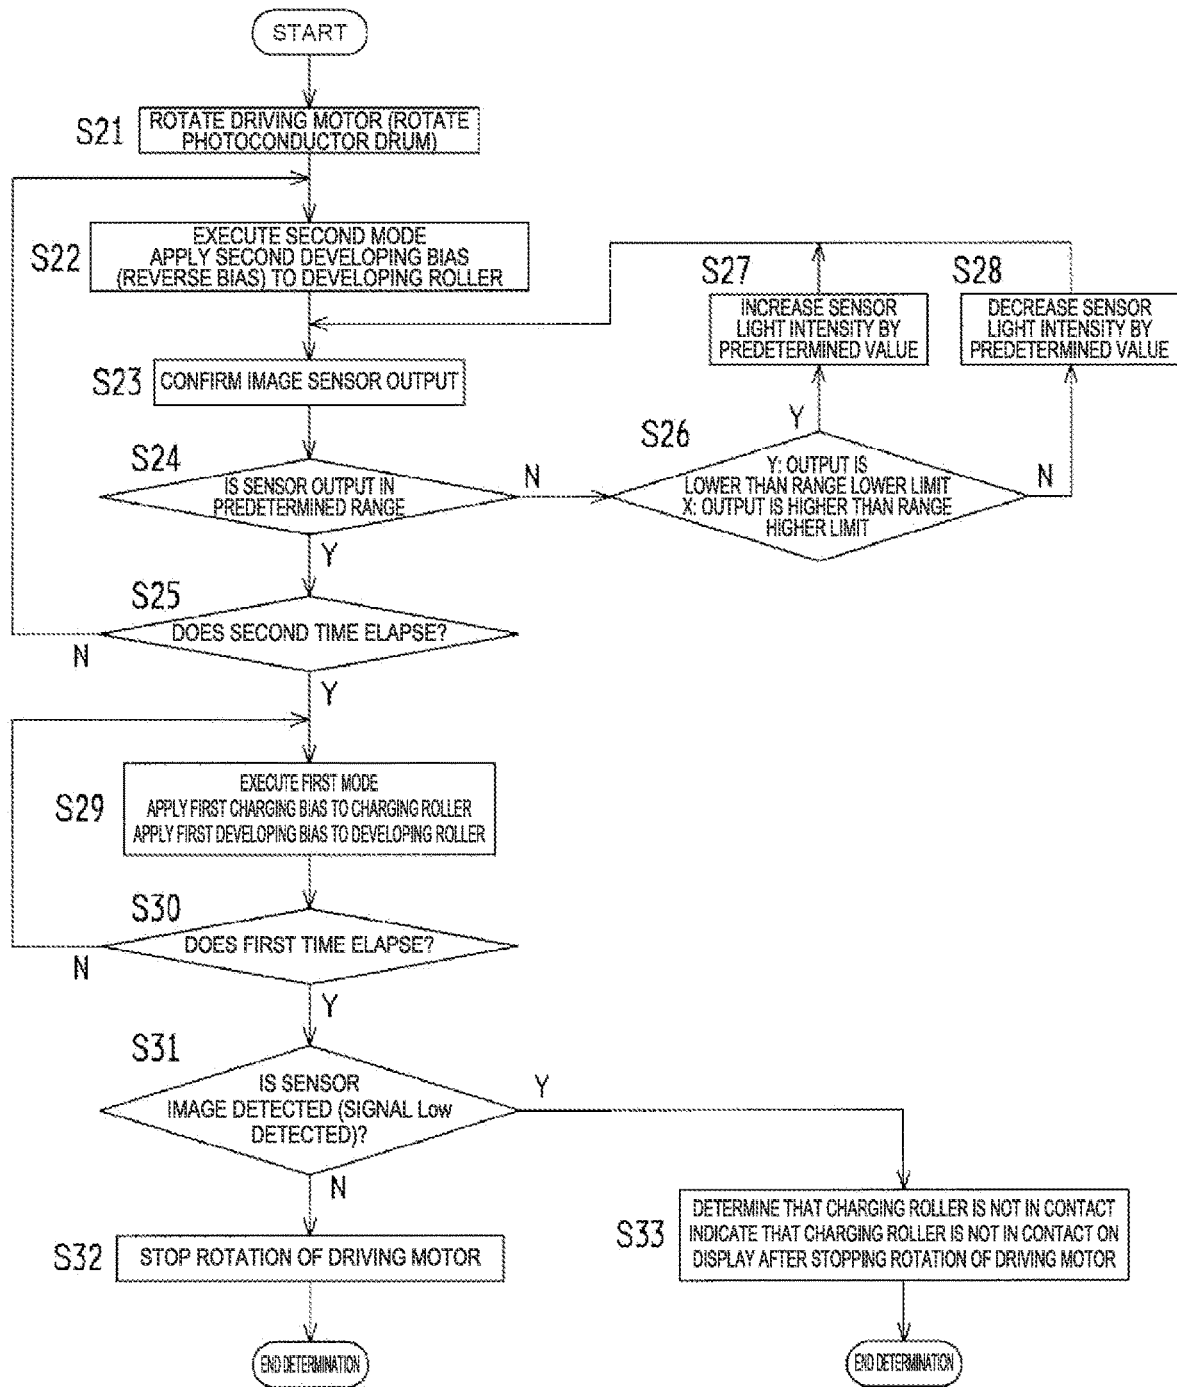 START
S21
ROTATE DRIVING MOTOR (ROTATE
PHOTOCONDUCTOR DRUM)
S22
EXECUTE SECOND MODE
APPLY SECOND DEVELOPING BIAS
(REVERSE BIAS) TO DEVELOPING ROLLER
S27
INCREASE SENSOR
LIGHT INTENSITY BY
PREDETERMINED VALUE
S28
DECREASE SENSOR
LIGHT INTENSITY BY
PREDETERMINED VALUE
S23
CONFIRM IMAGE SENSOR OUTPUT
S24
IS SENSOR OUTPUT IN
PREDETERMINED RANGE
N
Y
S26
Y: OUTPUT IS
LOWER THAN RANGE LOWER LIMIT
X: OUTPUT IS HIGHER THAN RANGE
HIGHER LIMIT
Y
N
S25
DOES SECOND TIME ELAPSE?
N
Y
S29
EXECUTE FIRST MODE
APPLY FIRST CHARGING BIAS TO CHARGING ROLLER
APPLY FIRST DEVELOPING BIAS TO DEVELOPING ROLLER
S30
DOES FIRST TIME ELAPSE?
N
Y
S31
IS SENSOR
IMAGE DETECTED (SIGNAL Low
DETECTED)?
Y
N
S32
STOP ROTATION OF DRIVING MOTOR
S33
DETERMINE THAT CHARGING ROLLER IS NOT IN CONTACT
INDICATE THAT CHARGING ROLLER IS NOT IN CONTACT ON
DISPLAY AFTER STOPPING ROTATION OF DRIVING MOTOR
END DETERMINATION
END DETERMINATION